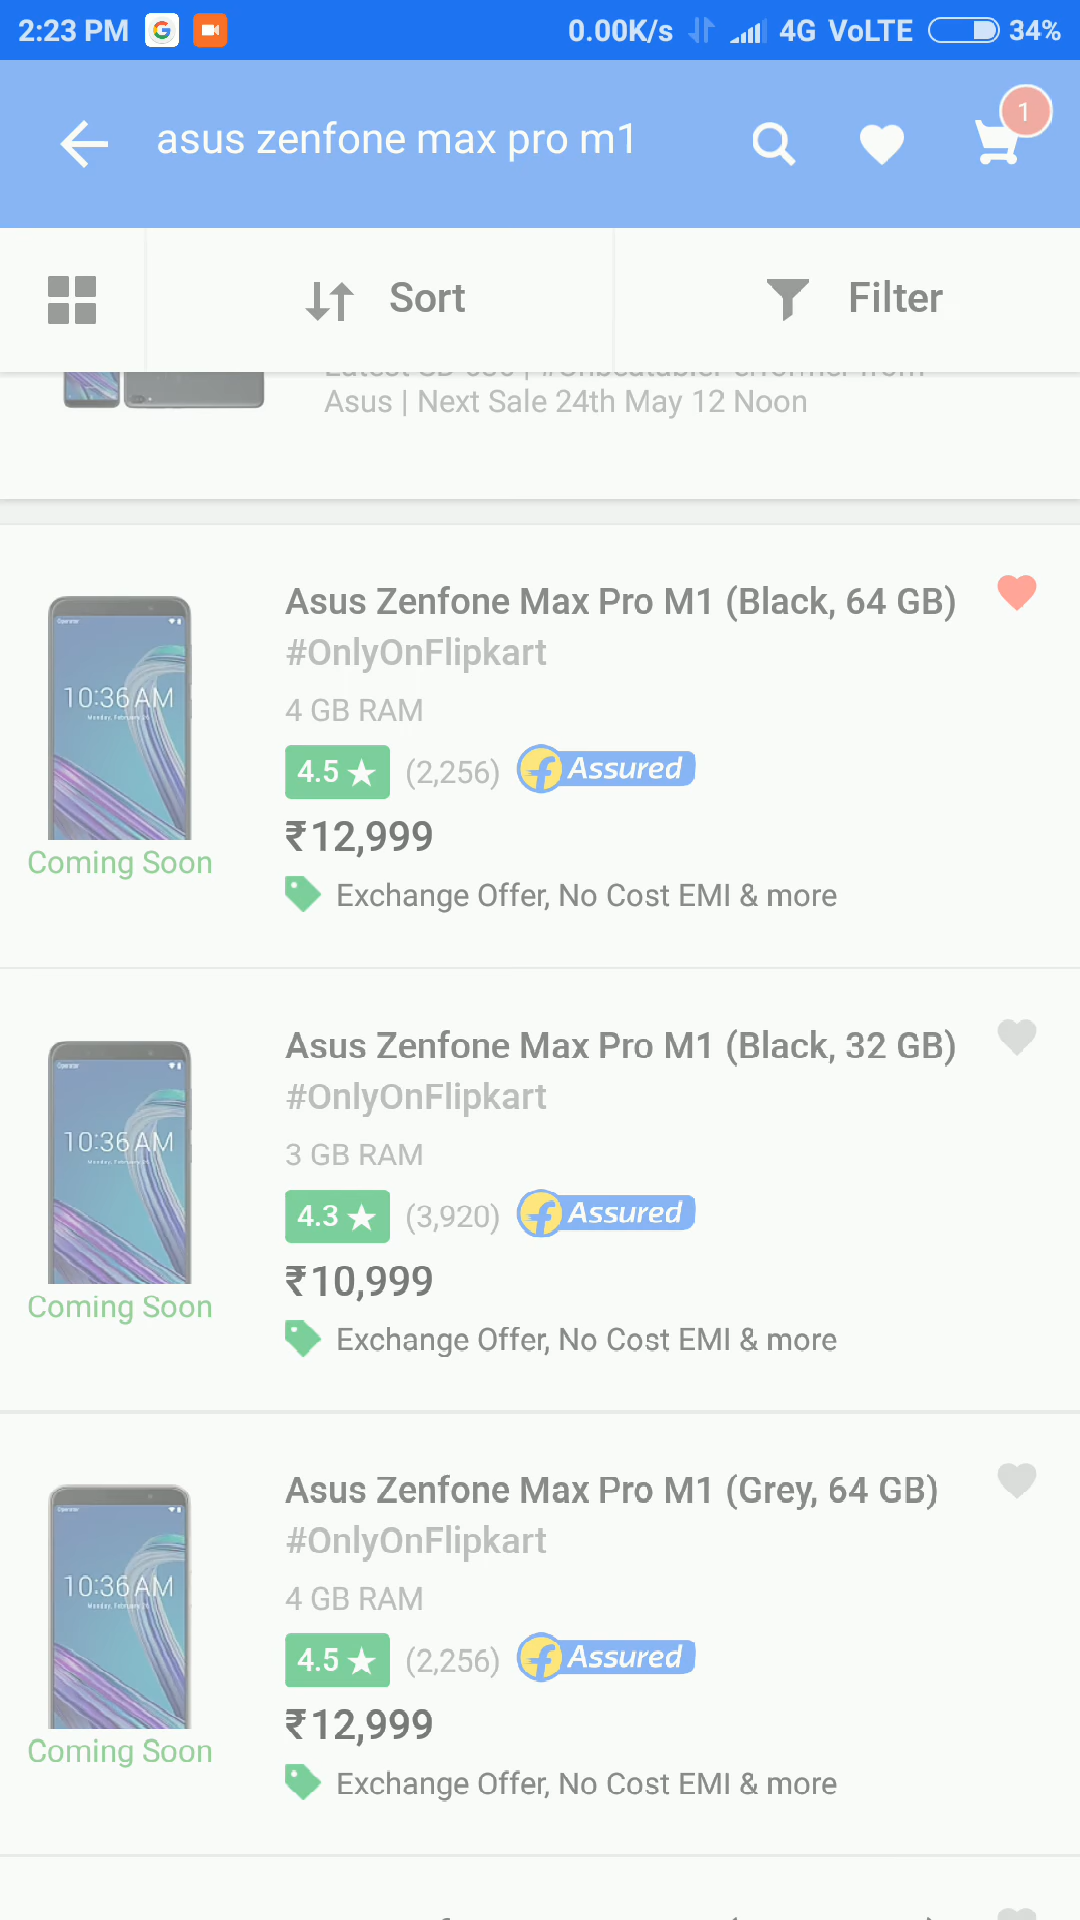 2:23 PM 0.00K/s 4G VoLTE 34%
asus zenfone max pro m1 1
Sort Filter
Asus | Next Sale 24th May 12 Noon
Asus Zenfone Max Pro M1 (Black, 64 GB)
#OnlyOnFlipkart
4 GB RAM
4.5 ★ (2,256) Assured
₹12,999
Exchange Offer, No Cost EMI & more
10:36 AM
Coming Soon
Asus Zenfone Max Pro M1 (Black, 32 GB)
#OnlyOnFlipkart
3 GB RAM
4.3 ★ (3,920) Assured
₹10,999
Exchange Offer, No Cost EMI & more
10:36 AM
Coming Soon
Asus Zenfone Max Pro M1 (Grey, 64 GB)
#OnlyOnFlipkart
4 GB RAM
4.5 ★ (2,256) Assured
₹12,999
Exchange Offer, No Cost EMI & more
10:36 AM
Coming Soon